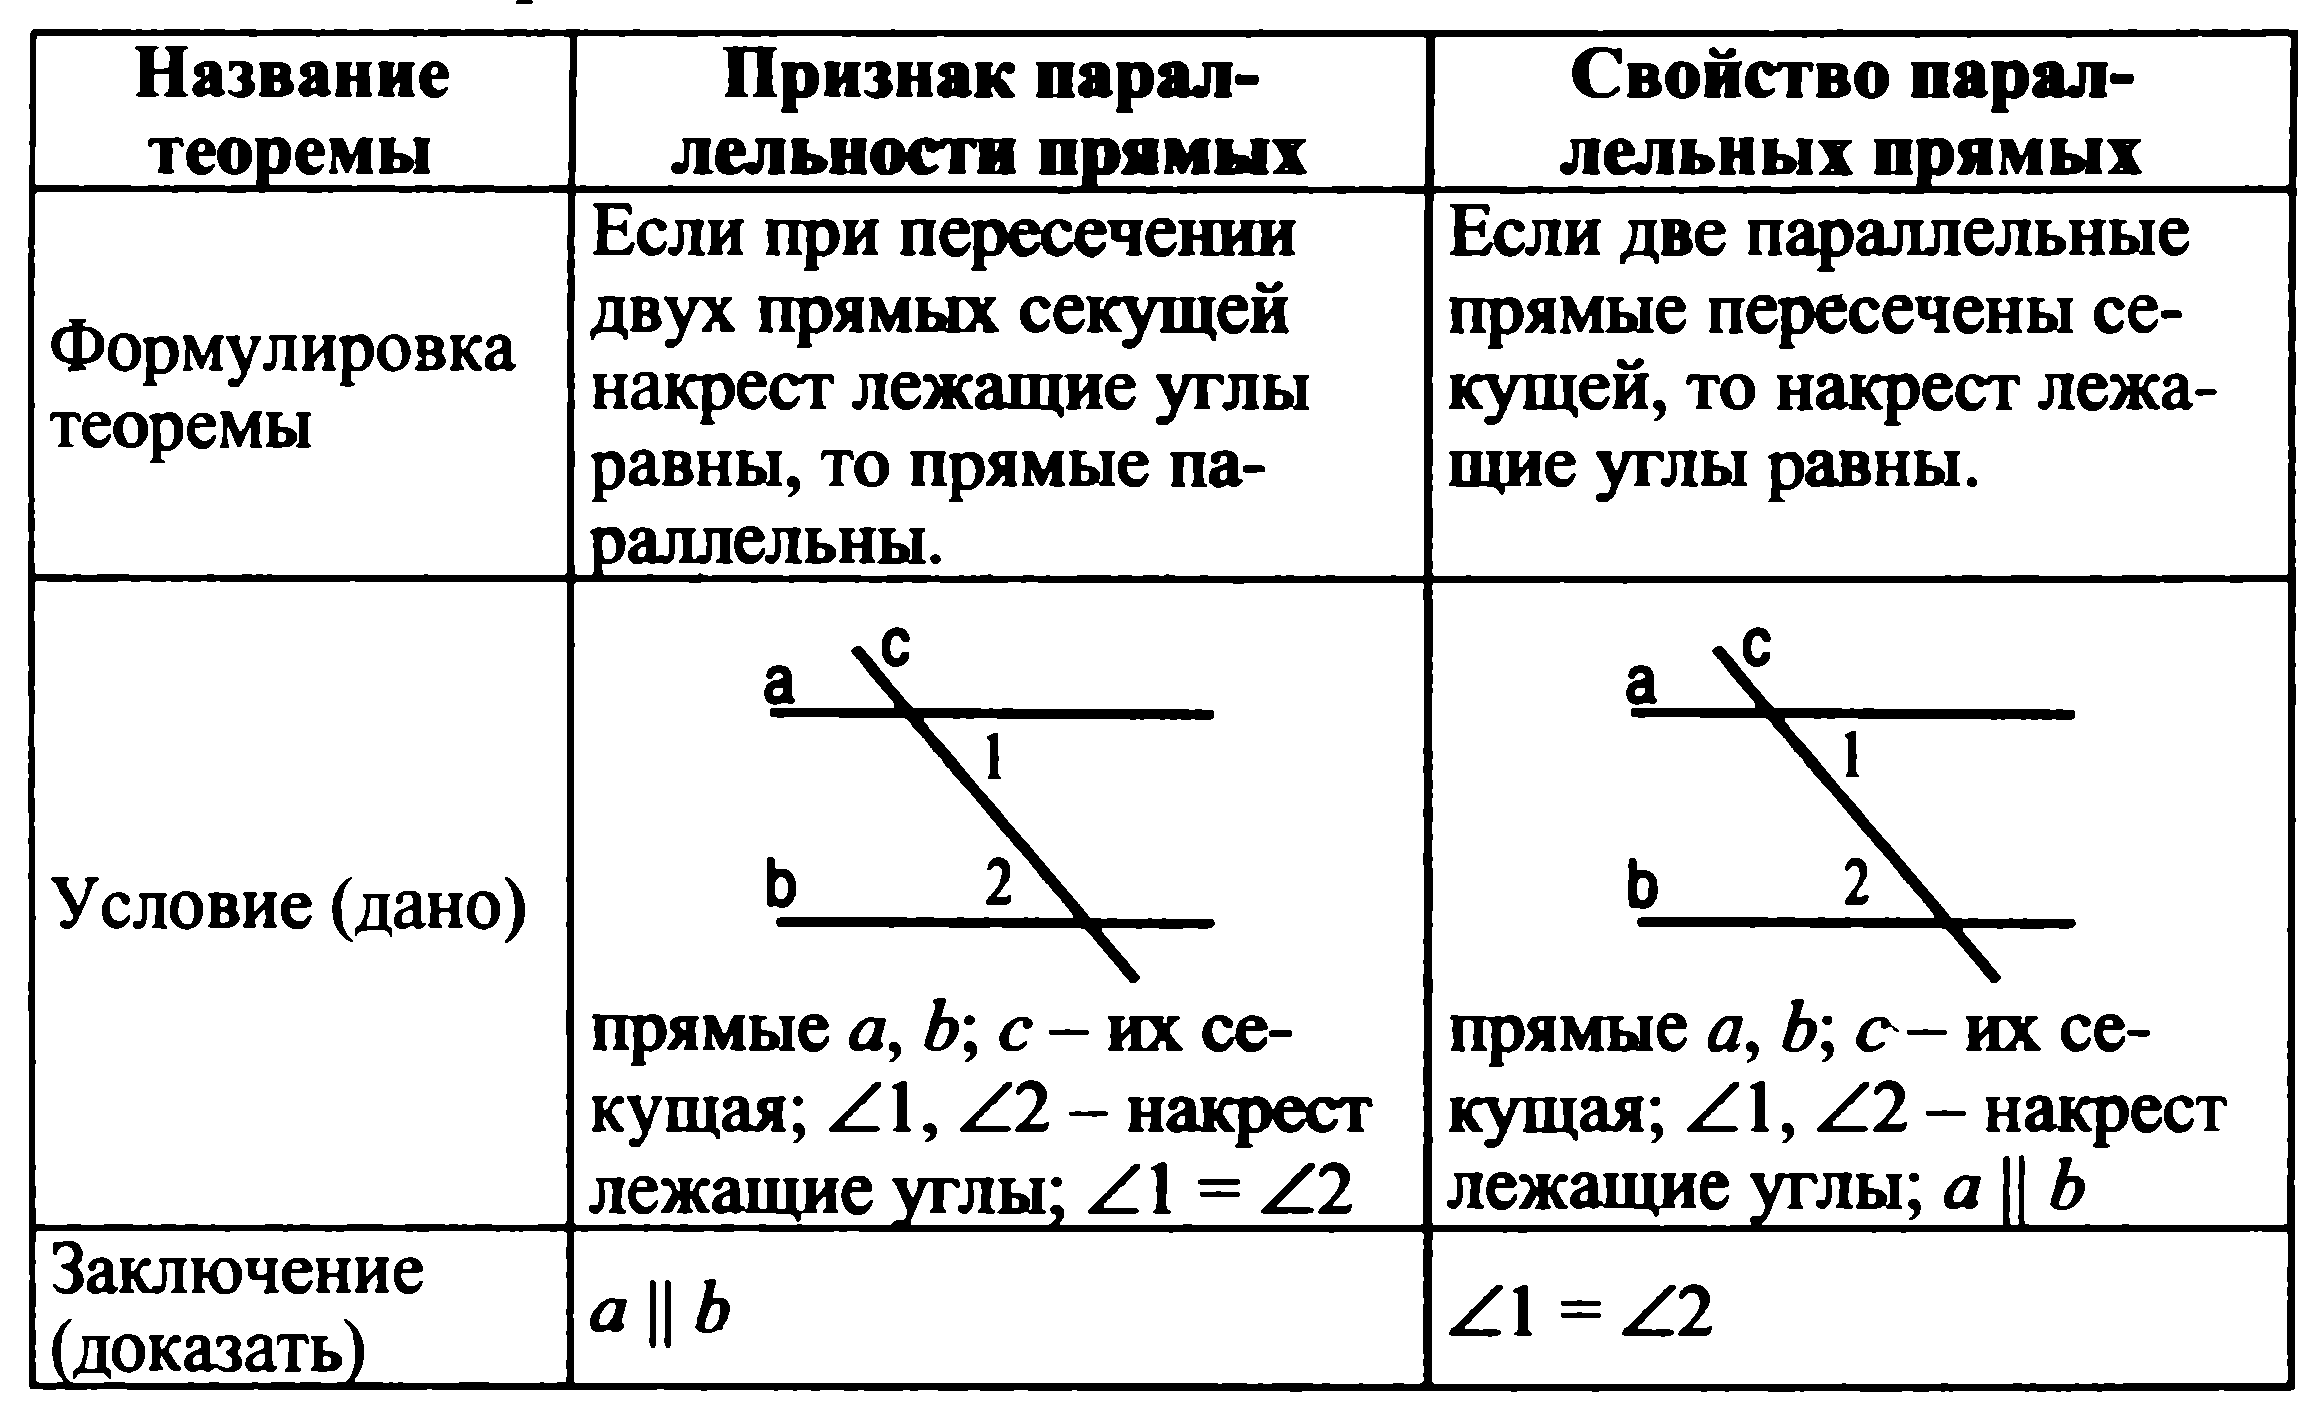 Название
теоремы
Признак парал-
лельности прямых
Свойство парал-
лельных прямых
Формулировка
теоремы
Если при пересечении
двух прямых секущей
накрест лежащие углы
равны, то прямые па-
раллельны.
Если две параллельные
прямые пересечены се-
кущей, то накрест лежа-
щие углы равны.
Условие (дано)
c
a
1
2
b
прямые a, b; c – их се-
кущая; ∠1, ∠2 – накрест
лежащие углы; ∠1 = ∠2
c
a
1
2
b
прямые a, b; c – их се-
кущая; ∠1, ∠2 – накрест
лежащие углы; a || b
Заключение
(доказать)
a || b
∠1 = ∠2